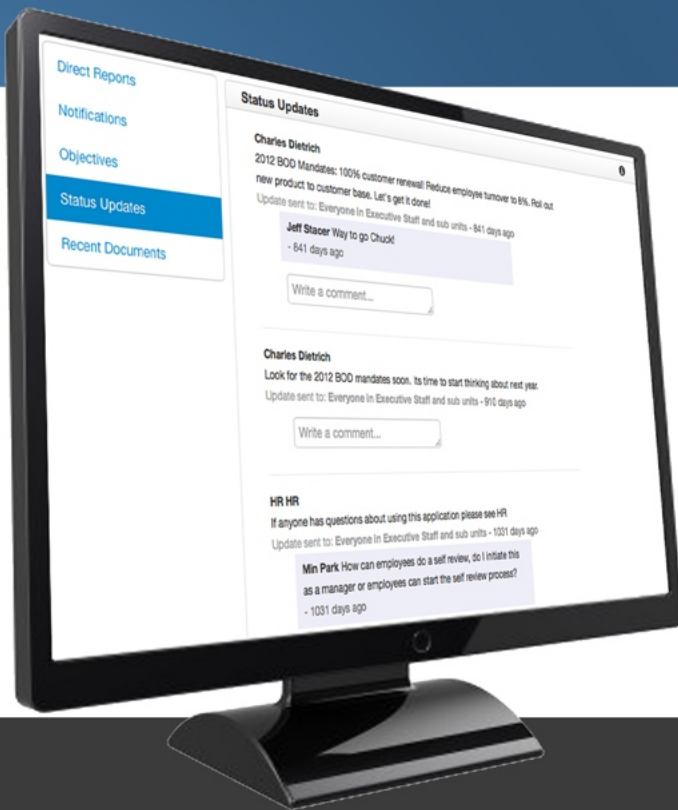 Direct Reports
Notifications
Objectives
Status Updates
Recent Documents
Status Updates
Charles Dietrich
2012 BOD Mandates: 100% customer renewal! Reduce employee turnover to 8%. Roll out
new product to customer base. Let's get it done!
Update sent to: Everyone in Executive Staff and sub units - 841 days ago
Jeff Stacer Way to go Chuck!
- 841 days ago
Write a comment...
Charles Dietrich
Look for the 2012 BOD mandates soon. Its time to start thinking about next year.
Update sent to: Everyone in Executive Staff and sub units - 910 days ago
Write a comment...
HR HR
If anyone has questions about using this application please see HR
Update sent to: Everyone in Executive Staff and sub units - 1031 days ago
Min Park How can employees do a self review, do I initiate this
as a manager or employees can start the self review process?
- 1031 days ago